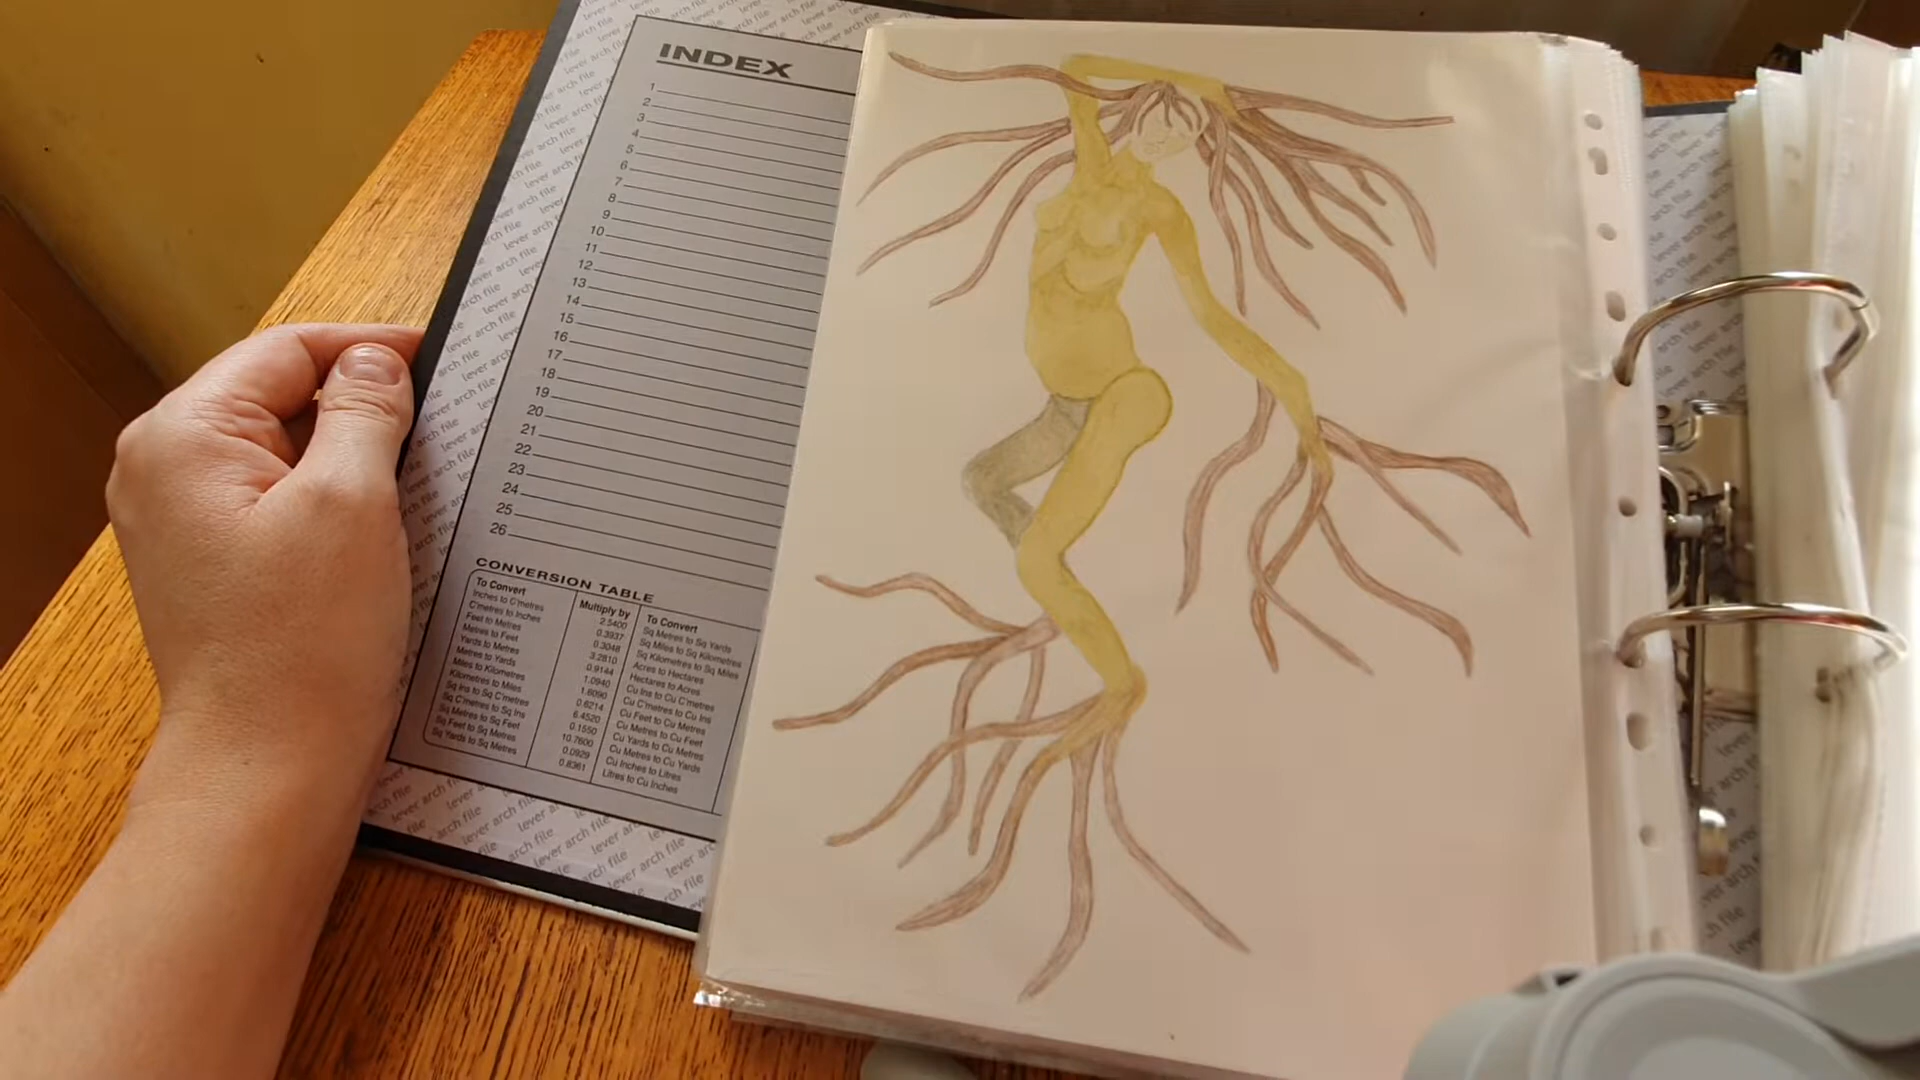 INDEX
1
2
3
4
5
6
7
8
9
10
11
12
13
14
15
16
17
18
19
20
21
22
23
24
25
26
CONVERSION TABLE
To Convert Multiply by To Convert
Inches to C'metres 2.5400 Sq Metres to Sq Yards
C'metres to Inches 0.3937 Sq Miles to Sq Kilometres
Feet to Metres 0.3048 Sq Kilometres to Sq Miles
Metres to Feet 3.2810 Acres to Hectares
Yards to Metres 0.9144 Hectares to Acres
Metres to Yards 1.0940 Cu Ins to Cu C'metres
Miles to Kilometres 1.6090 Cu C'metres to Cu Ins
Kilometres to Miles 0.6214 Cu Feet to Cu Metres
Sq Ins to Sq C'metres 6.4520 Cu Metres to Cu Feet
Sq C'metres to Sq Ins 0.1550 Cu Yards to Cu Metres
Sq Metres to Sq Feet 10.7600 Cu Metres to Cu Yards
Sq Feet to Sq Metres 0.0929 Cu Inches to Litres
Sq Yards to Sq Metres 0.8361 Litres to Cu Inches
lever arch file